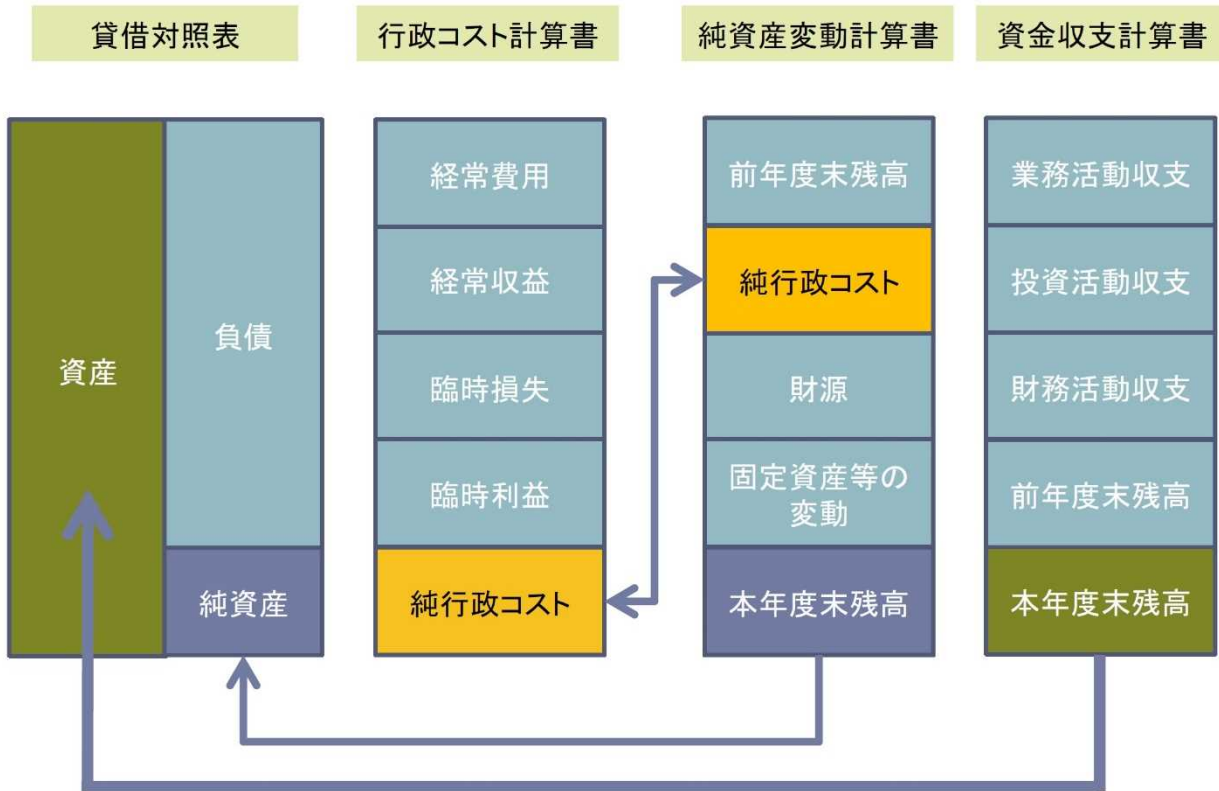 貸借対照表
行政コスト計算書
純資産変動計算書
資金収支計算書
資産
負債
純資産
経常費用
経常収益
臨時損失
臨時利益
純行政コスト
前年度末残高
純行政コスト
財源
固定資産等の
変動
本年度末残高
業務活動収支
投資活動収支
財務活動収支
前年度末残高
本年度末残高